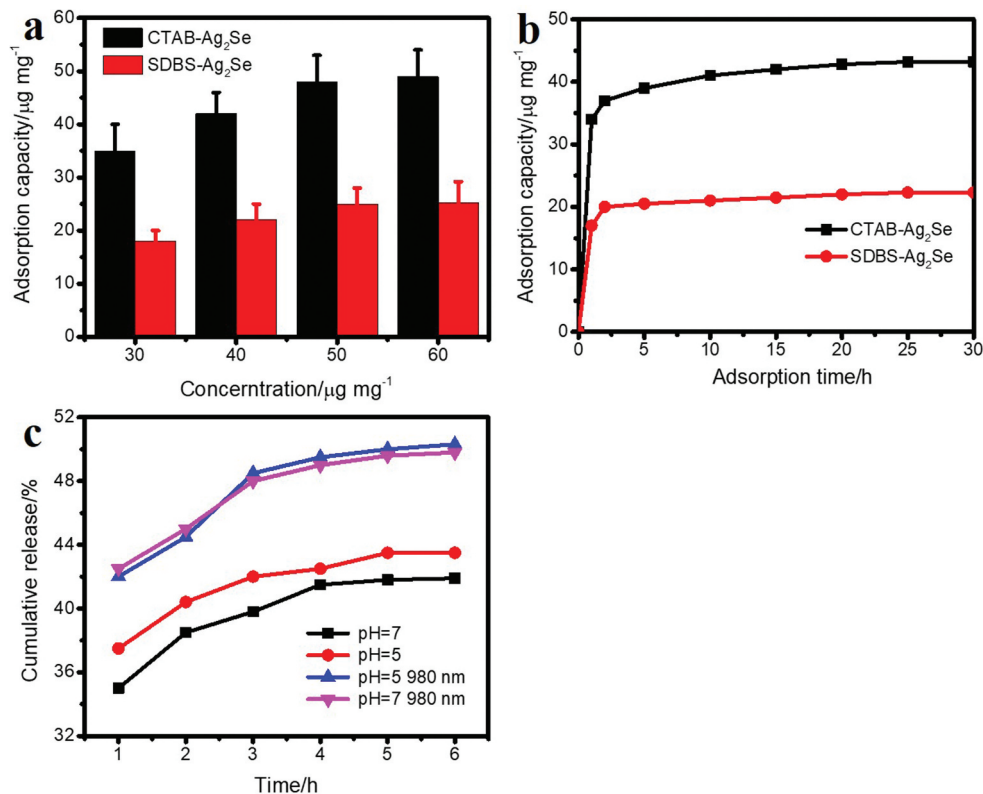 a
60
50
40
30
20
10
0
Adsorption capacity/μg mg⁻¹
CTAB-Ag₂Se
SDBS-Ag₂Se
30 40 50 60
Concerntration/μg mg⁻¹
b
50
40
30
20
10
0
Adsorption capacity/μg mg⁻¹
CTAB-Ag₂Se
SDBS-Ag₂Se
0 5 10 15 20 25 30
Adsorption time/h
c
52
48
44
40
36
32
Cumulative release/%
pH=7
pH=5
pH=5 980 nm
pH=7 980 nm
1 2 3 4 5 6
Time/h